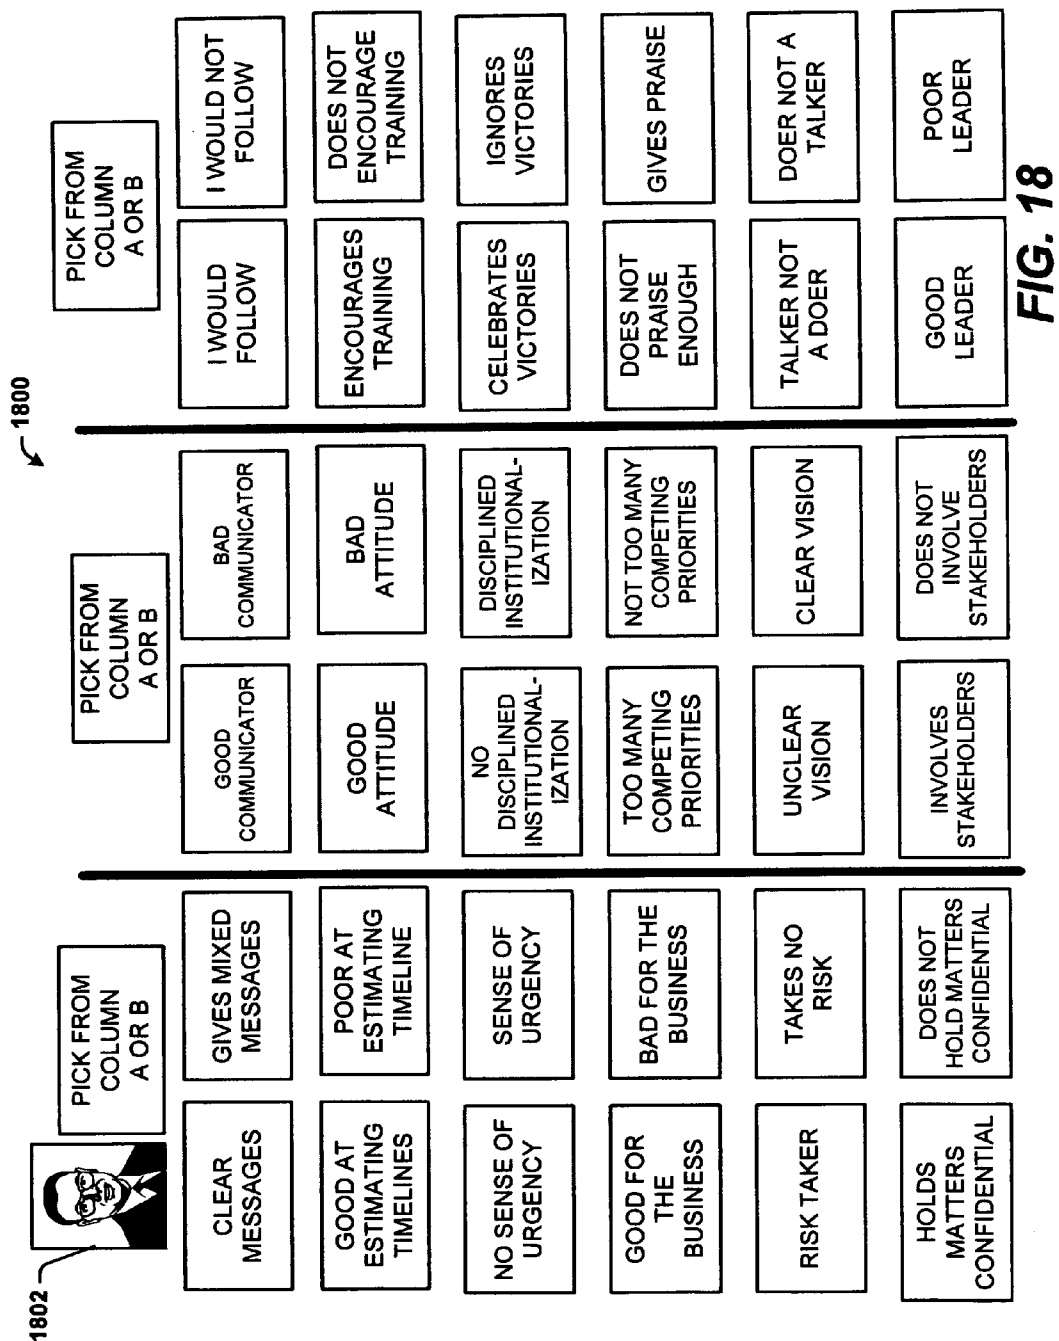 1800
1802
PICK FROM
COLUMN
A OR B
CLEAR
MESSAGES
GIVES MIXED
MESSAGES
GOOD AT
ESTIMATING
TIMELINES
POOR AT
ESTIMATING
TIMELINE
NO SENSE OF
URGENCY
SENSE OF
URGENCY
GOOD FOR
THE
BUSINESS
BAD FOR THE
BUSINESS
RISK TAKER
TAKES NO
RISK
HOLDS
MATTERS
CONFIDENTIAL
DOES NOT
HOLD MATTERS
CONFIDENTIAL
PICK FROM
COLUMN
A OR B
GOOD
COMMUNICATOR
BAD
COMMUNICATOR
GOOD
ATTITUDE
BAD
ATTITUDE
NO
DISCIPLINED
INSTITUTIONAL-
IZATION
DISCIPLINED
INSTITUTIONAL-
IZATION
TOO MANY
COMPETING
PRIORITIES
NOT TOO MANY
COMPETING
PRIORITIES
UNCLEAR
VISION
CLEAR VISION
INVOLVES
STAKEHOLDERS
DOES NOT
INVOLVE
STAKEHOLDERS
PICK FROM
COLUMN
A OR B
I WOULD
FOLLOW
I WOULD NOT
FOLLOW
ENCOURAGES
TRAINING
DOES NOT
ENCOURAGE
TRAINING
CELEBRATES
VICTORIES
IGNORES
VICTORIES
DOES NOT
PRAISE
ENOUGH
GIVES PRAISE
TALKER NOT
A DOER
DOER NOT A
TALKER
GOOD
LEADER
POOR
LEADER
FIG. 18